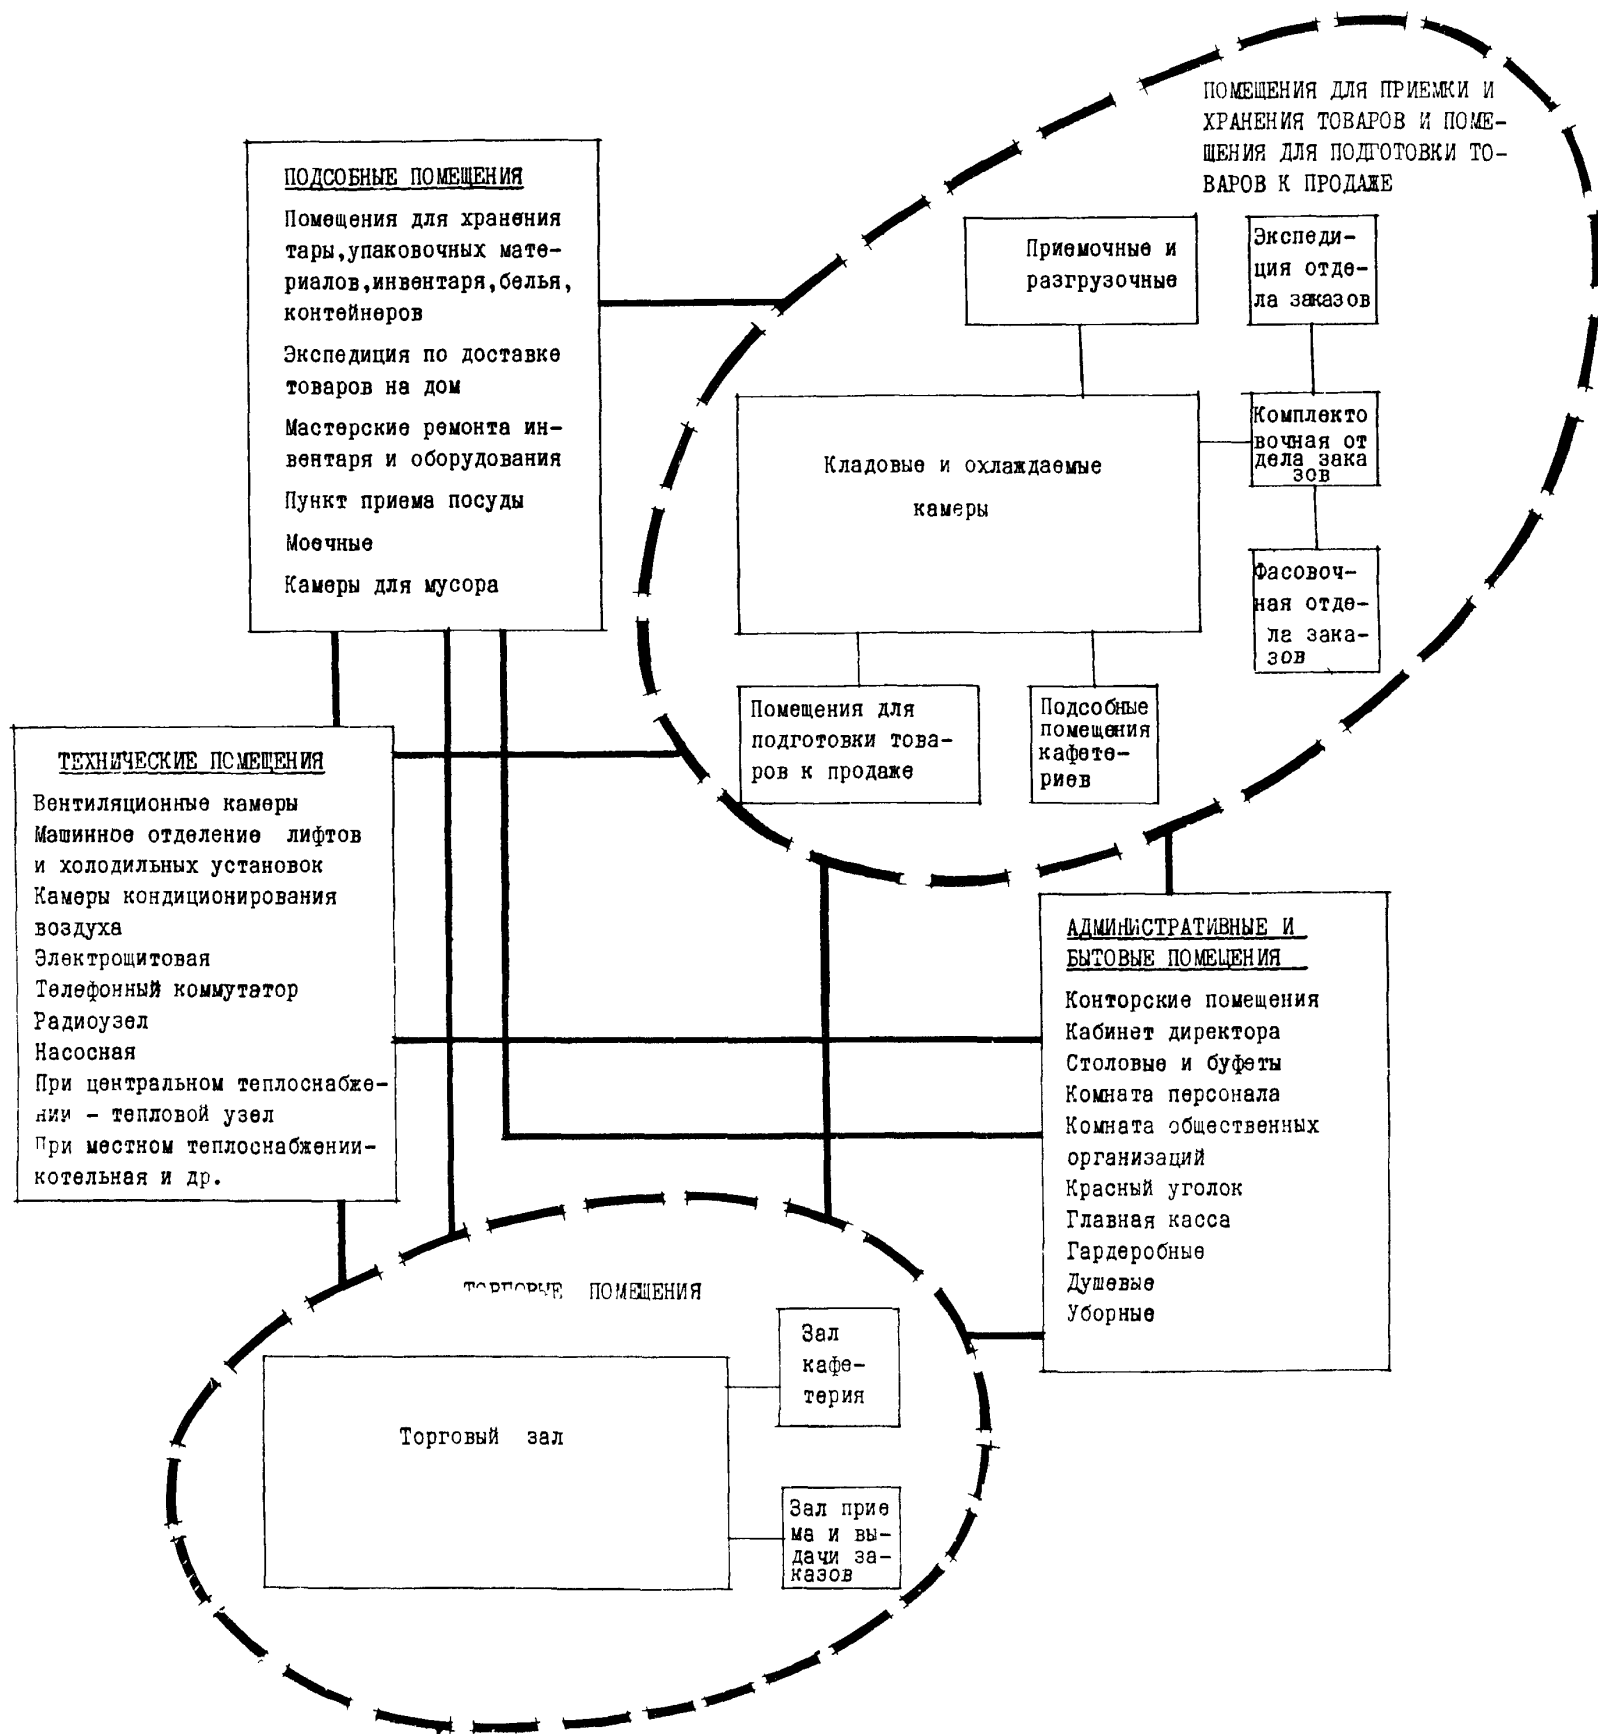 ПОМЕЩЕНИЯ ДЛЯ ПРИЕМКИ И
ХРАНЕНИЯ ТОВАРОВ И ПОМЕ-
ЩЕНИЯ ДЛЯ ПОДГОТОВКИ ТО-
ВАРОВ К ПРОДАЖЕ
ПОДСОБНЫЕ ПОМЕЩЕНИЯ
Помещения для хранения
тары,упаковочных мате-
риалов,инвентаря,белья,
контейнеров
Экспедиция по доставке
товаров на дом
Мастерские ремонта ин-
вентаря и оборудования
Пункт приема посуды
Моечные
Камеры для мусора
Приемочные и
разгрузочные
Экспеди-
ция отде-
ла заказов
Кладовые и охлаждаемые
камеры
Комплекто
вочная от
дела зака
зов
Фасовоч-
ная отде-
ла зака-
зов
Помещения для
подготовки това-
ров к продаже
Подсобные
помещения
кафете-
риев
ТЕХНИЧЕСКИЕ ПОМЕЩЕНИЯ
Вентиляционные камеры
Машинное отделение лифтов
и холодильных установок
Камеры кондиционирования
воздуха
Электрощитовая
Телефонный коммутатор
Радиоузел
Насосная
При центральном теплоснабже-
нии - тепловой узел
При местном теплоснабжении-
котельная и др.
АДМИНИСТРАТИВНЫЕ И
БЫТОВЫЕ ПОМЕЩЕНИЯ
Конторские помещения
Кабинет директора
Столовые и буфеты
Комната персонала
Комната общественных
организаций
Красный уголок
Главная касса
Гардеробные
Душевые
Уборные
ТОРГОВЫЕ ПОМЕЩЕНИЯ
Зал
кафе-
терия
Торговый зал
Зал прие
ма и вы-
дачи за-
казов